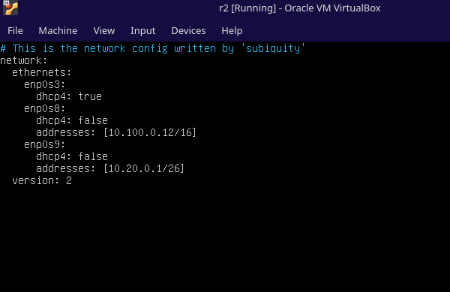 r2 [Running] - Oracle VM VirtualBox
File Machine View Input Devices Help
# This is the network config written by 'subiquity'
network:
  ethernets:
    enp0s3:
      dhcp4: true
    enp0s8:
      dhcp4: false
      addresses: [10.100.0.12/16]
    enp0s9:
      dhcp4: false
      addresses: [10.20.0.1/26]
  version: 2